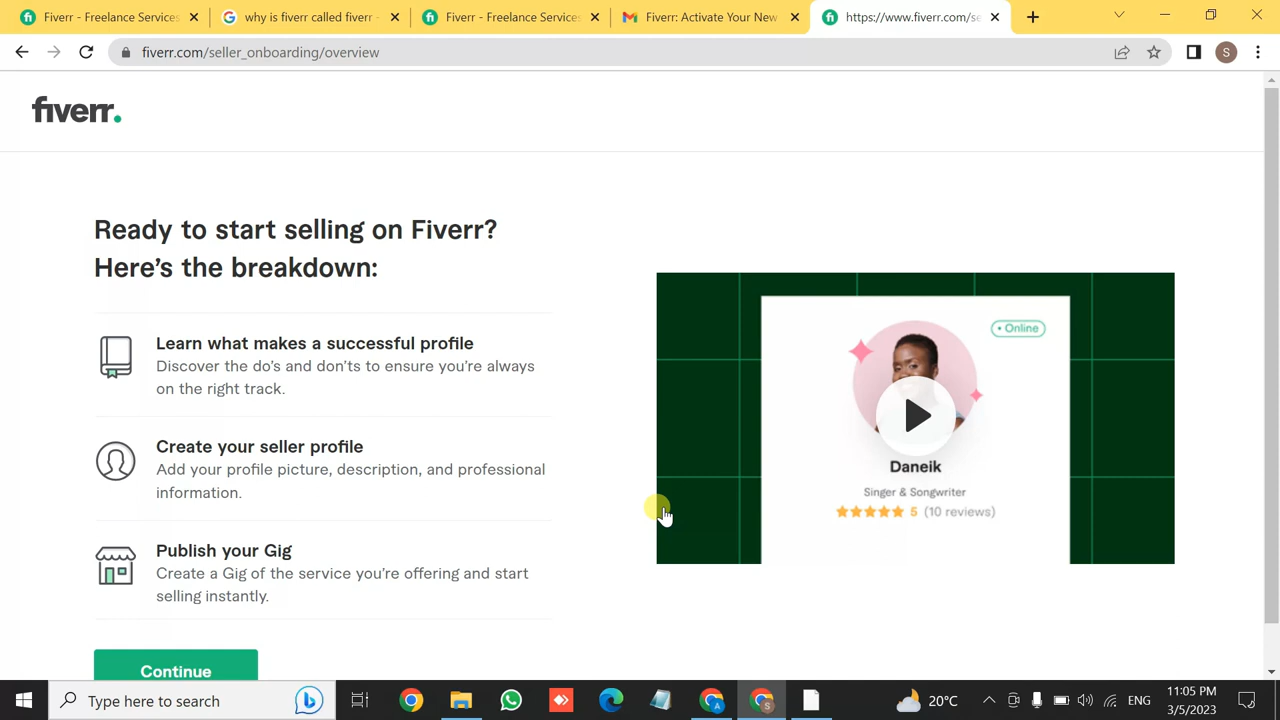 Fiverr - Freelance Services
why is fiverr called fiverr -
Fiverr - Freelance Services
Fiverr: Activate Your New
https://www.fiverr.com/se
fiverr.com/seller_onboarding/overview
S
fiverr.
Ready to start selling on Fiverr?
Here's the breakdown:
Learn what makes a successful profile
Discover the do's and don'ts to ensure you're always
on the right track.
Create your seller profile
Add your profile picture, description, and professional
information.
Publish your Gig
Create a Gig of the service you're offering and start
selling instantly.
Continue
• Online
Daneik
Singer & Songwriter
5 (10 reviews)
Type here to search
20°C
ENG
11:05 PM
3/5/2023